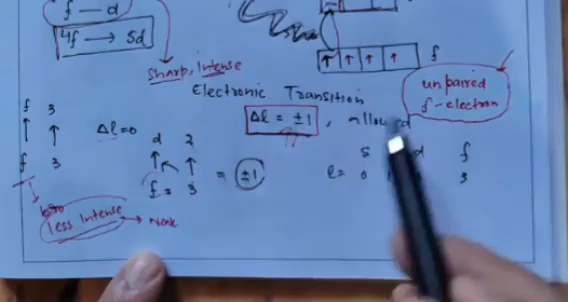 f — d
4f → 5d
↑ ↑ ↑ ↑ f
sharp, intense
unpaired
f-electron
Electronic Transition
Δl = ±1, allowed
f 3
↑ ↑ Δl=0 d 2
f 3 f = 3 = ±1
s d f
l= 0 3
less intense → Weak